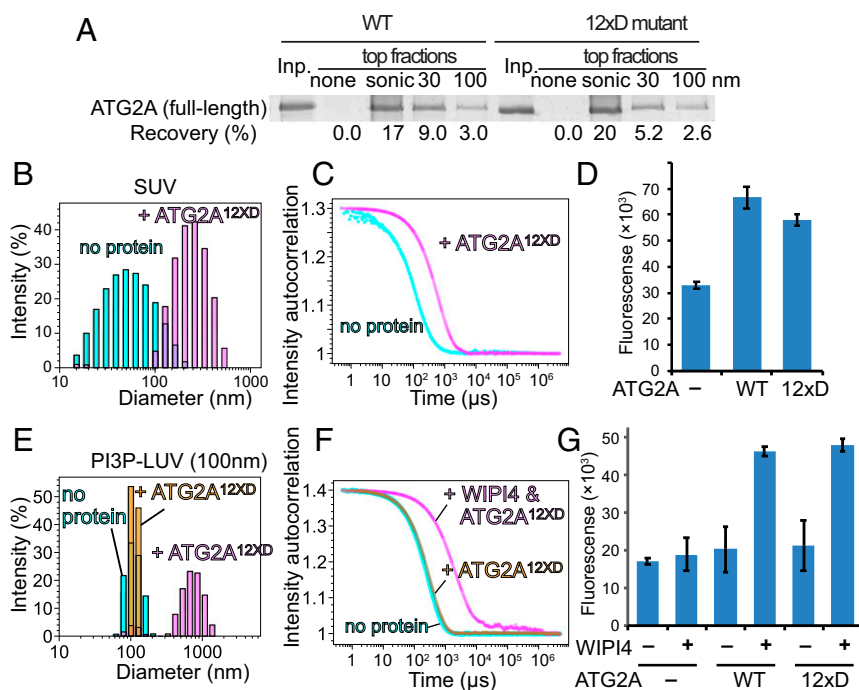 A
WT
12xD mutant
Inp.
top fractions
Inp.
top fractions
none sonic 30 100
none sonic 30 100 nm
ATG2A (full-length)
Recovery (%) 0.0 17 9.0 3.0 0.0 20 5.2 2.6
B
SUV
+ ATG2A12XD
no protein
Intensity (%)
40
30
20
10
0
10 100 1000
Diameter (nm)
C
Intensity autocorrelation
1.3
1.2
1.1
1
+ ATG2A12XD
no protein
1 10² 10³ 10⁴ 10⁵ 10⁶
Time (µs)
D
Fluorescense (×10³)
70
60
50
40
30
20
10
0
ATG2A – WT 12xD
E
PI3P-LUV (100nm)
no protein
+ ATG2A12XD
+ ATG2A12XD
Intensity (%)
50
40
30
20
10
0
10 100 1000
Diameter (nm)
F
Intensity autocorrelation
1.4
1.3
1.2
1.1
1
+ WIPI4 &
ATG2A12XD
+ ATG2A12XD
no protein
1 10² 10³ 10⁴ 10⁵ 10⁶
Time (µs)
G
Fluorescense (×10³)
50
40
30
20
10
0
WIPI4 – + – + – +
ATG2A – WT 12xD